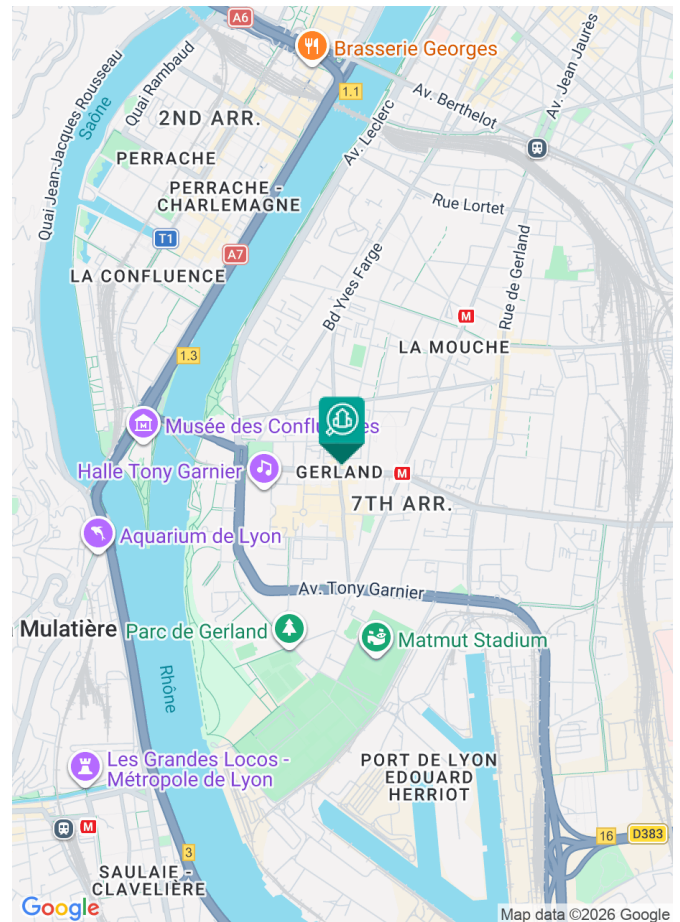 A6
Brasserie Georges
Quai Jean-Jacques Rousseau
Saône
Quai Rambaud
1.1
Av. Berthelot
Av. Jean Jaurès
2ND ARR.
Av. Leclerc
PERRACHE
PERRACHE -
CHARLEMAGNE
Rue Lortet
T1
A7
LA CONFLUENCE
Bd Yves Farge
Rue de Gerland
M
1.3
LA MOUCHE
Musée des Confluences
Halle Tony Garnier
GERLAND
M
7TH ARR.
Aquarium de Lyon
Av. Tony Garnier
Mulatière
Parc de Gerland
Matmut Stadium
Rhône
Les Grandes Locos -
Métropole de Lyon
PORT DE LYON
EDOUARD
HERRIOT
M
3
16
D383
SAULAIE -
CLAVELIÈRE
Google
Map data ©2026 Google